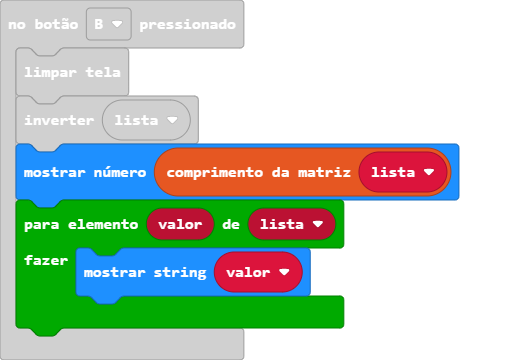 no botão B pressionado
limpar tela
inverter lista
mostrar número comprimento da matriz lista
para elemento valor de lista
fazer mostrar string valor